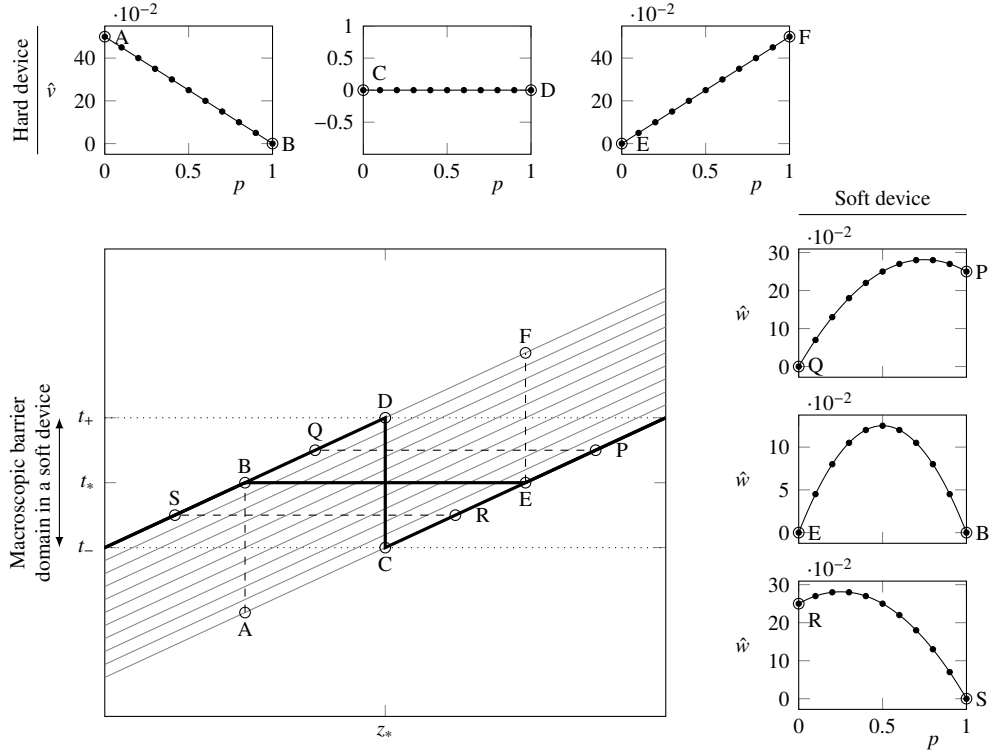 Hard device
·10⁻²
40
20
0
v̂
A
B
0
0.5
1
p
1
0.5
0
−0.5
C
D
0
0.5
1
p
·10⁻²
40
20
0
E
F
0
0.5
1
p
Soft device
Macroscopic barrier
domain in a soft device
t₊
t*
t₋
F
D
Q
B
P
S
R
E
C
A
z*
·10⁻²
30
20
10
0
ŵ
Q
P
·10⁻²
10
5
0
ŵ
E
B
·10⁻²
30
20
10
0
ŵ
R
S
0
0.5
1
p